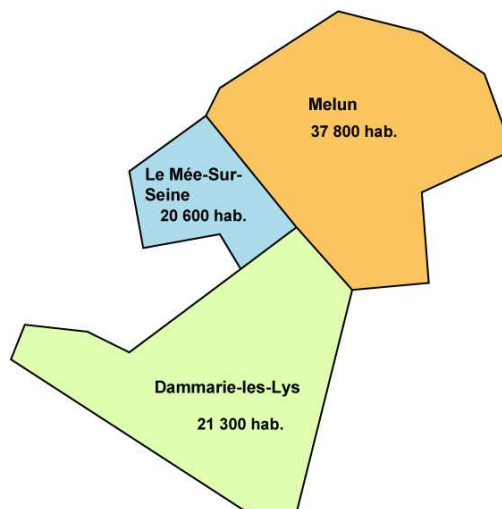 Melun
37 800 hab.
Le Mée-Sur-
Seine
20 600 hab.
Dammarie-les-Lys
21 300 hab.